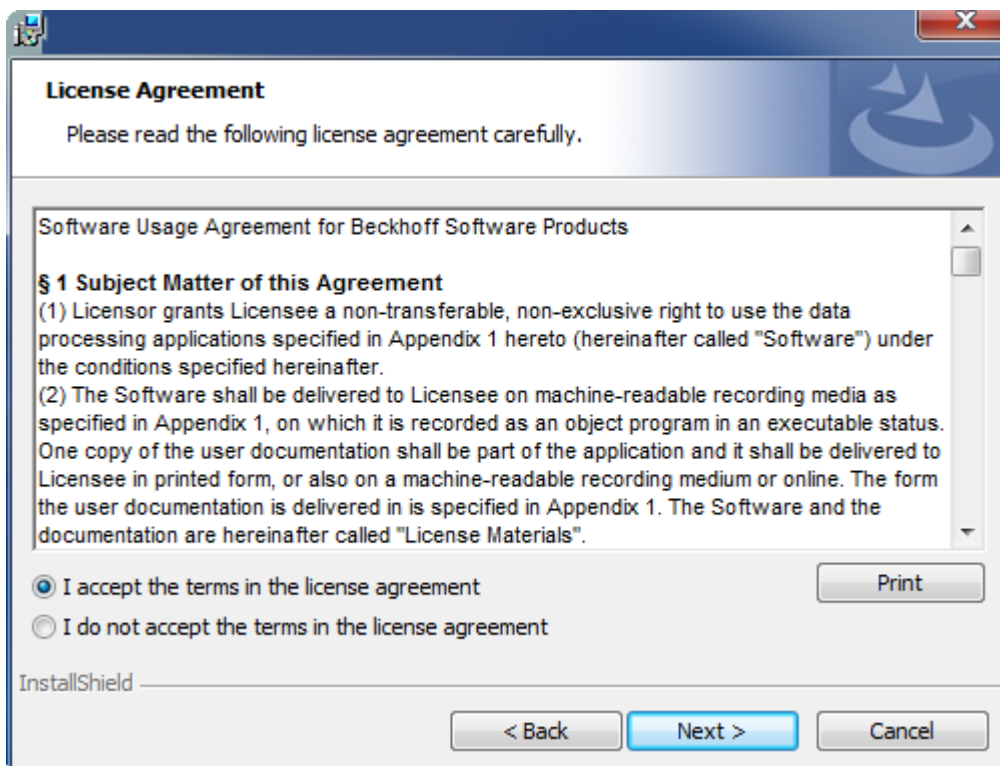 License Agreement
Please read the following license agreement carefully.
Software Usage Agreement for Beckhoff Software Products
§ 1 Subject Matter of this Agreement
(1) Licensor grants Licensee a non-transferable, non-exclusive right to use the data
processing applications specified in Appendix 1 hereto (hereinafter called "Software") under
the conditions specified hereinafter.
(2) The Software shall be delivered to Licensee on machine-readable recording media as
specified in Appendix 1, on which it is recorded as an object program in an executable status.
One copy of the user documentation shall be part of the application and it shall be delivered to
Licensee in printed form, or also on a machine-readable recording medium or online. The form
the user documentation is delivered in is specified in Appendix 1. The Software and the
documentation are hereinafter called "License Materials".
I accept the terms in the license agreement
Print
I do not accept the terms in the license agreement
InstallShield
< Back
Next >
Cancel